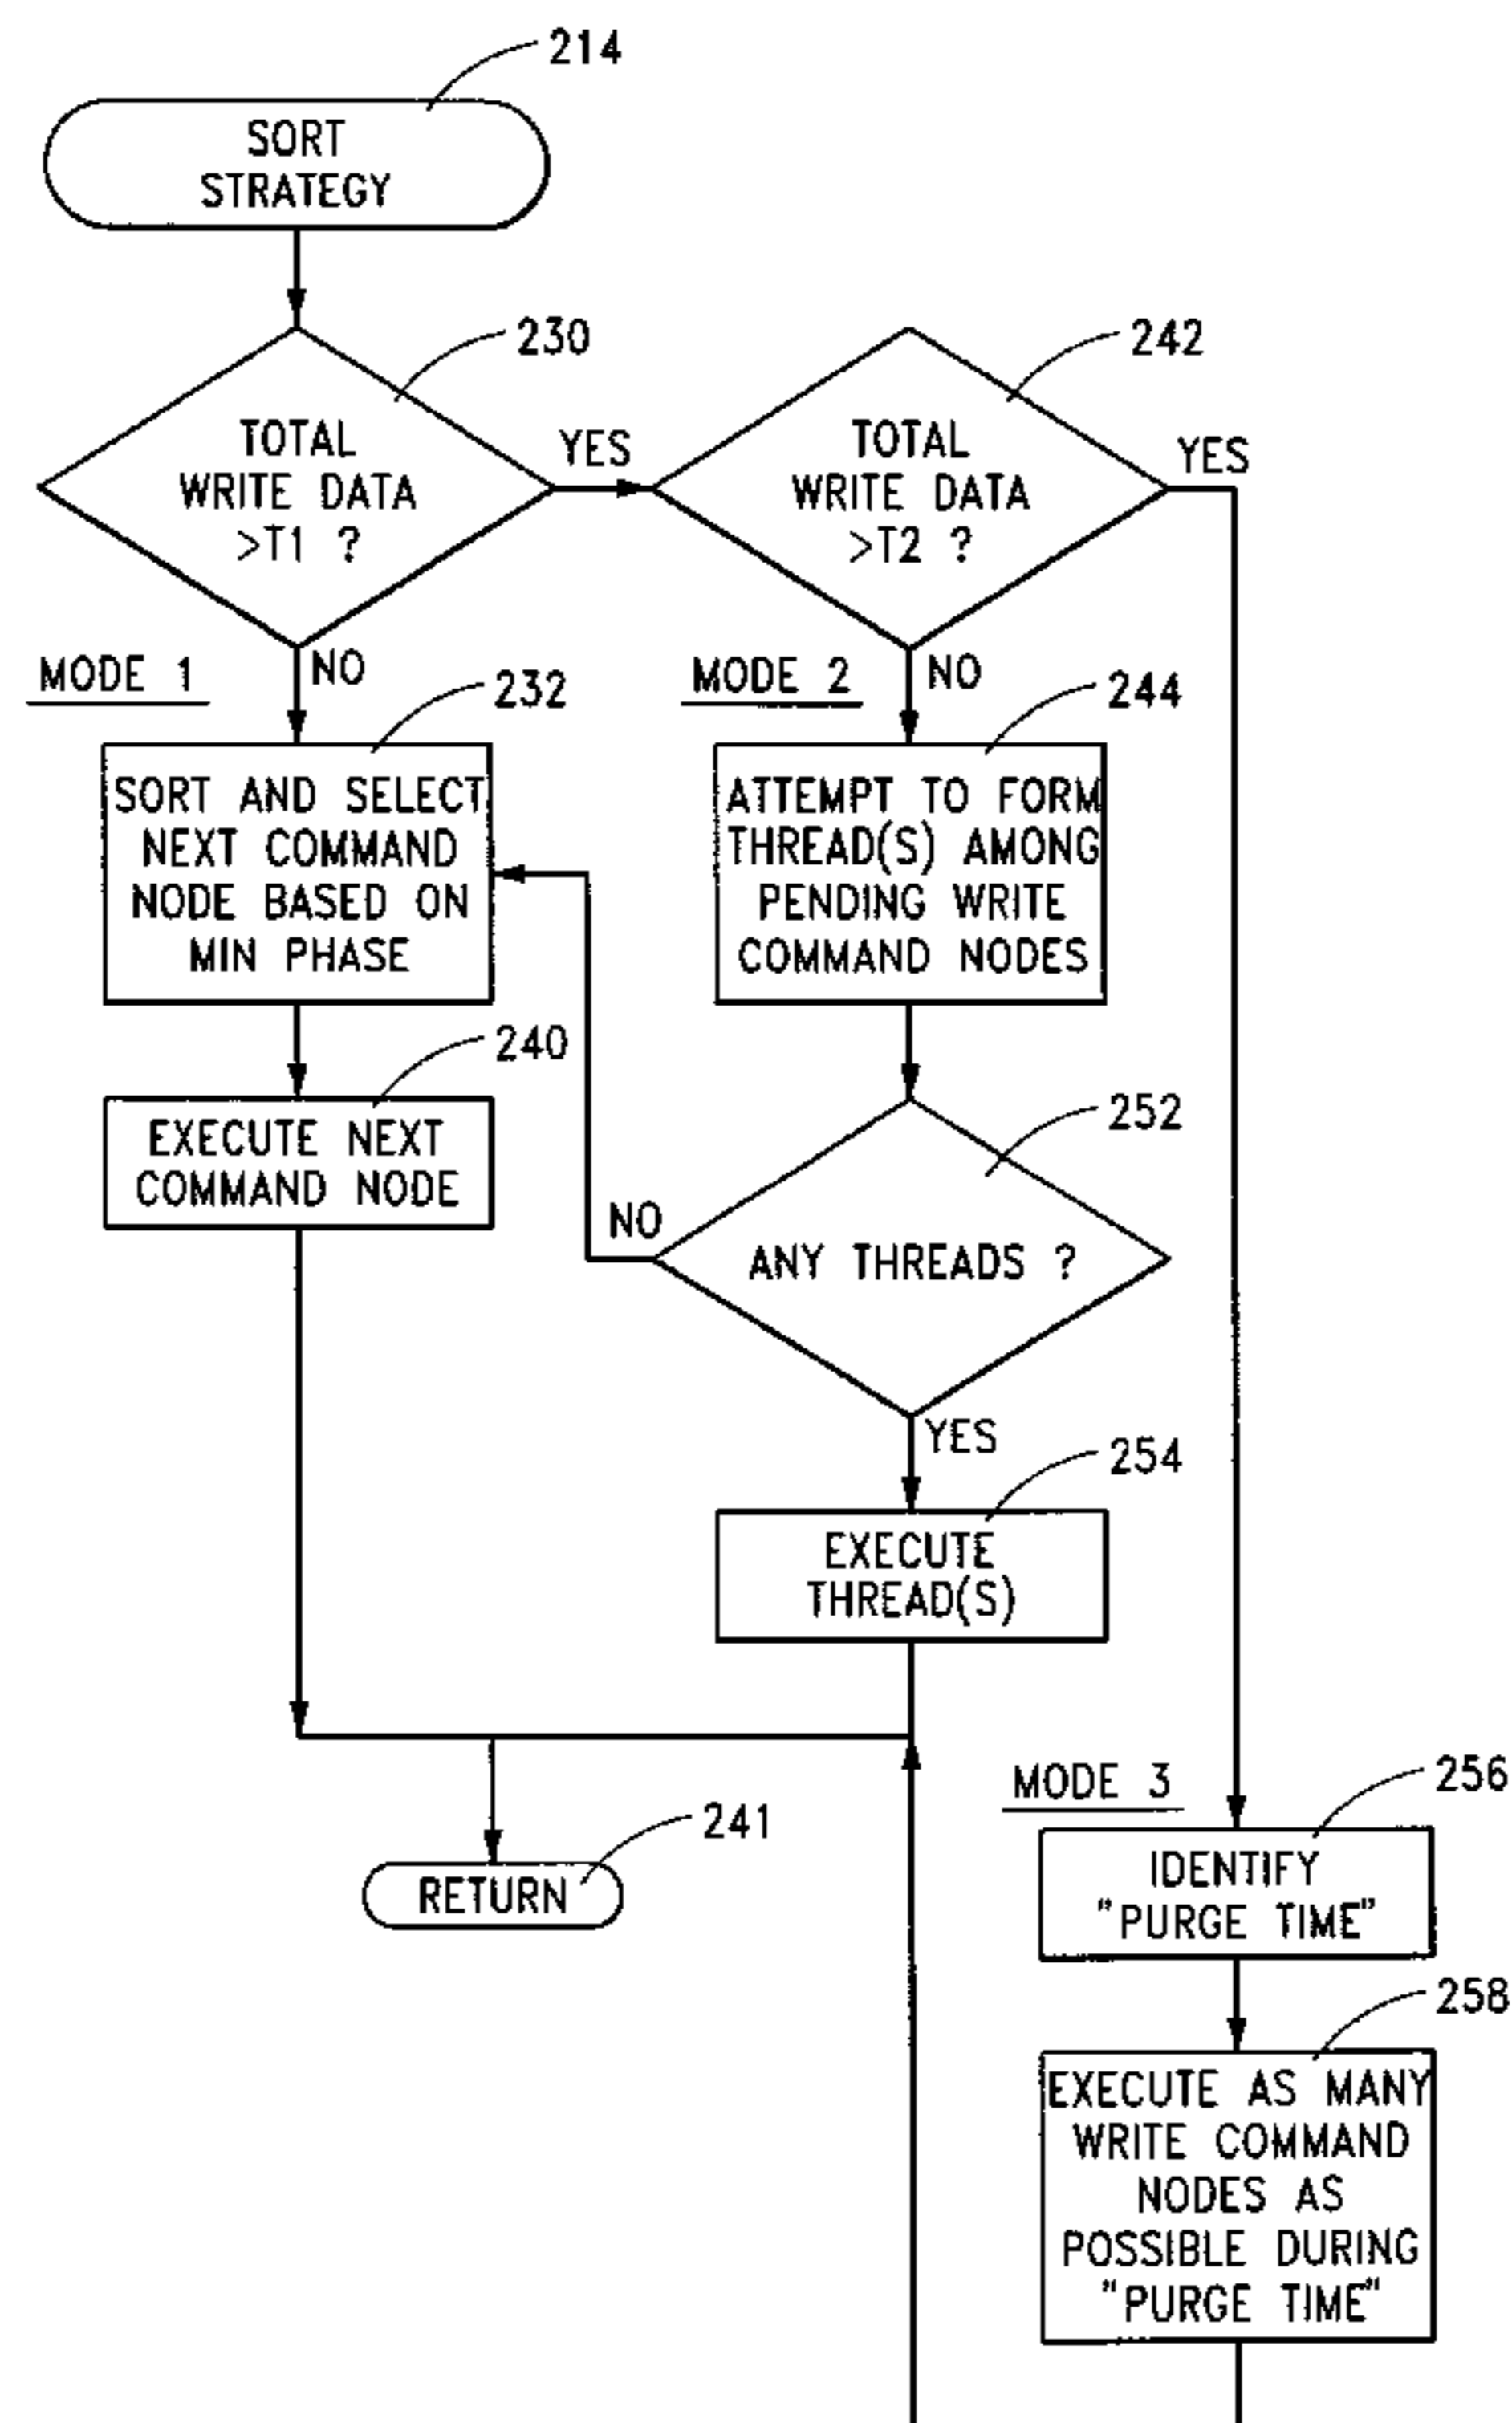 214
SORT
STRATEGY
230
TOTAL
WRITE DATA
>T1 ?
YES
242
TOTAL
WRITE DATA
>T2 ?
YES
MODE 1
NO
232
SORT AND SELECT
NEXT COMMAND
NODE BASED ON
MIN PHASE
240
EXECUTE NEXT
COMMAND NODE
MODE 2
NO
244
ATTEMPT TO FORM
THREAD(S) AMONG
PENDING WRITE
COMMAND NODES
252
NO
ANY THREADS ?
YES
254
EXECUTE
THREAD(S)
241
RETURN
MODE 3
256
IDENTIFY
"PURGE TIME"
258
EXECUTE AS MANY
WRITE COMMAND
NODES AS
POSSIBLE DURING
"PURGE TIME"